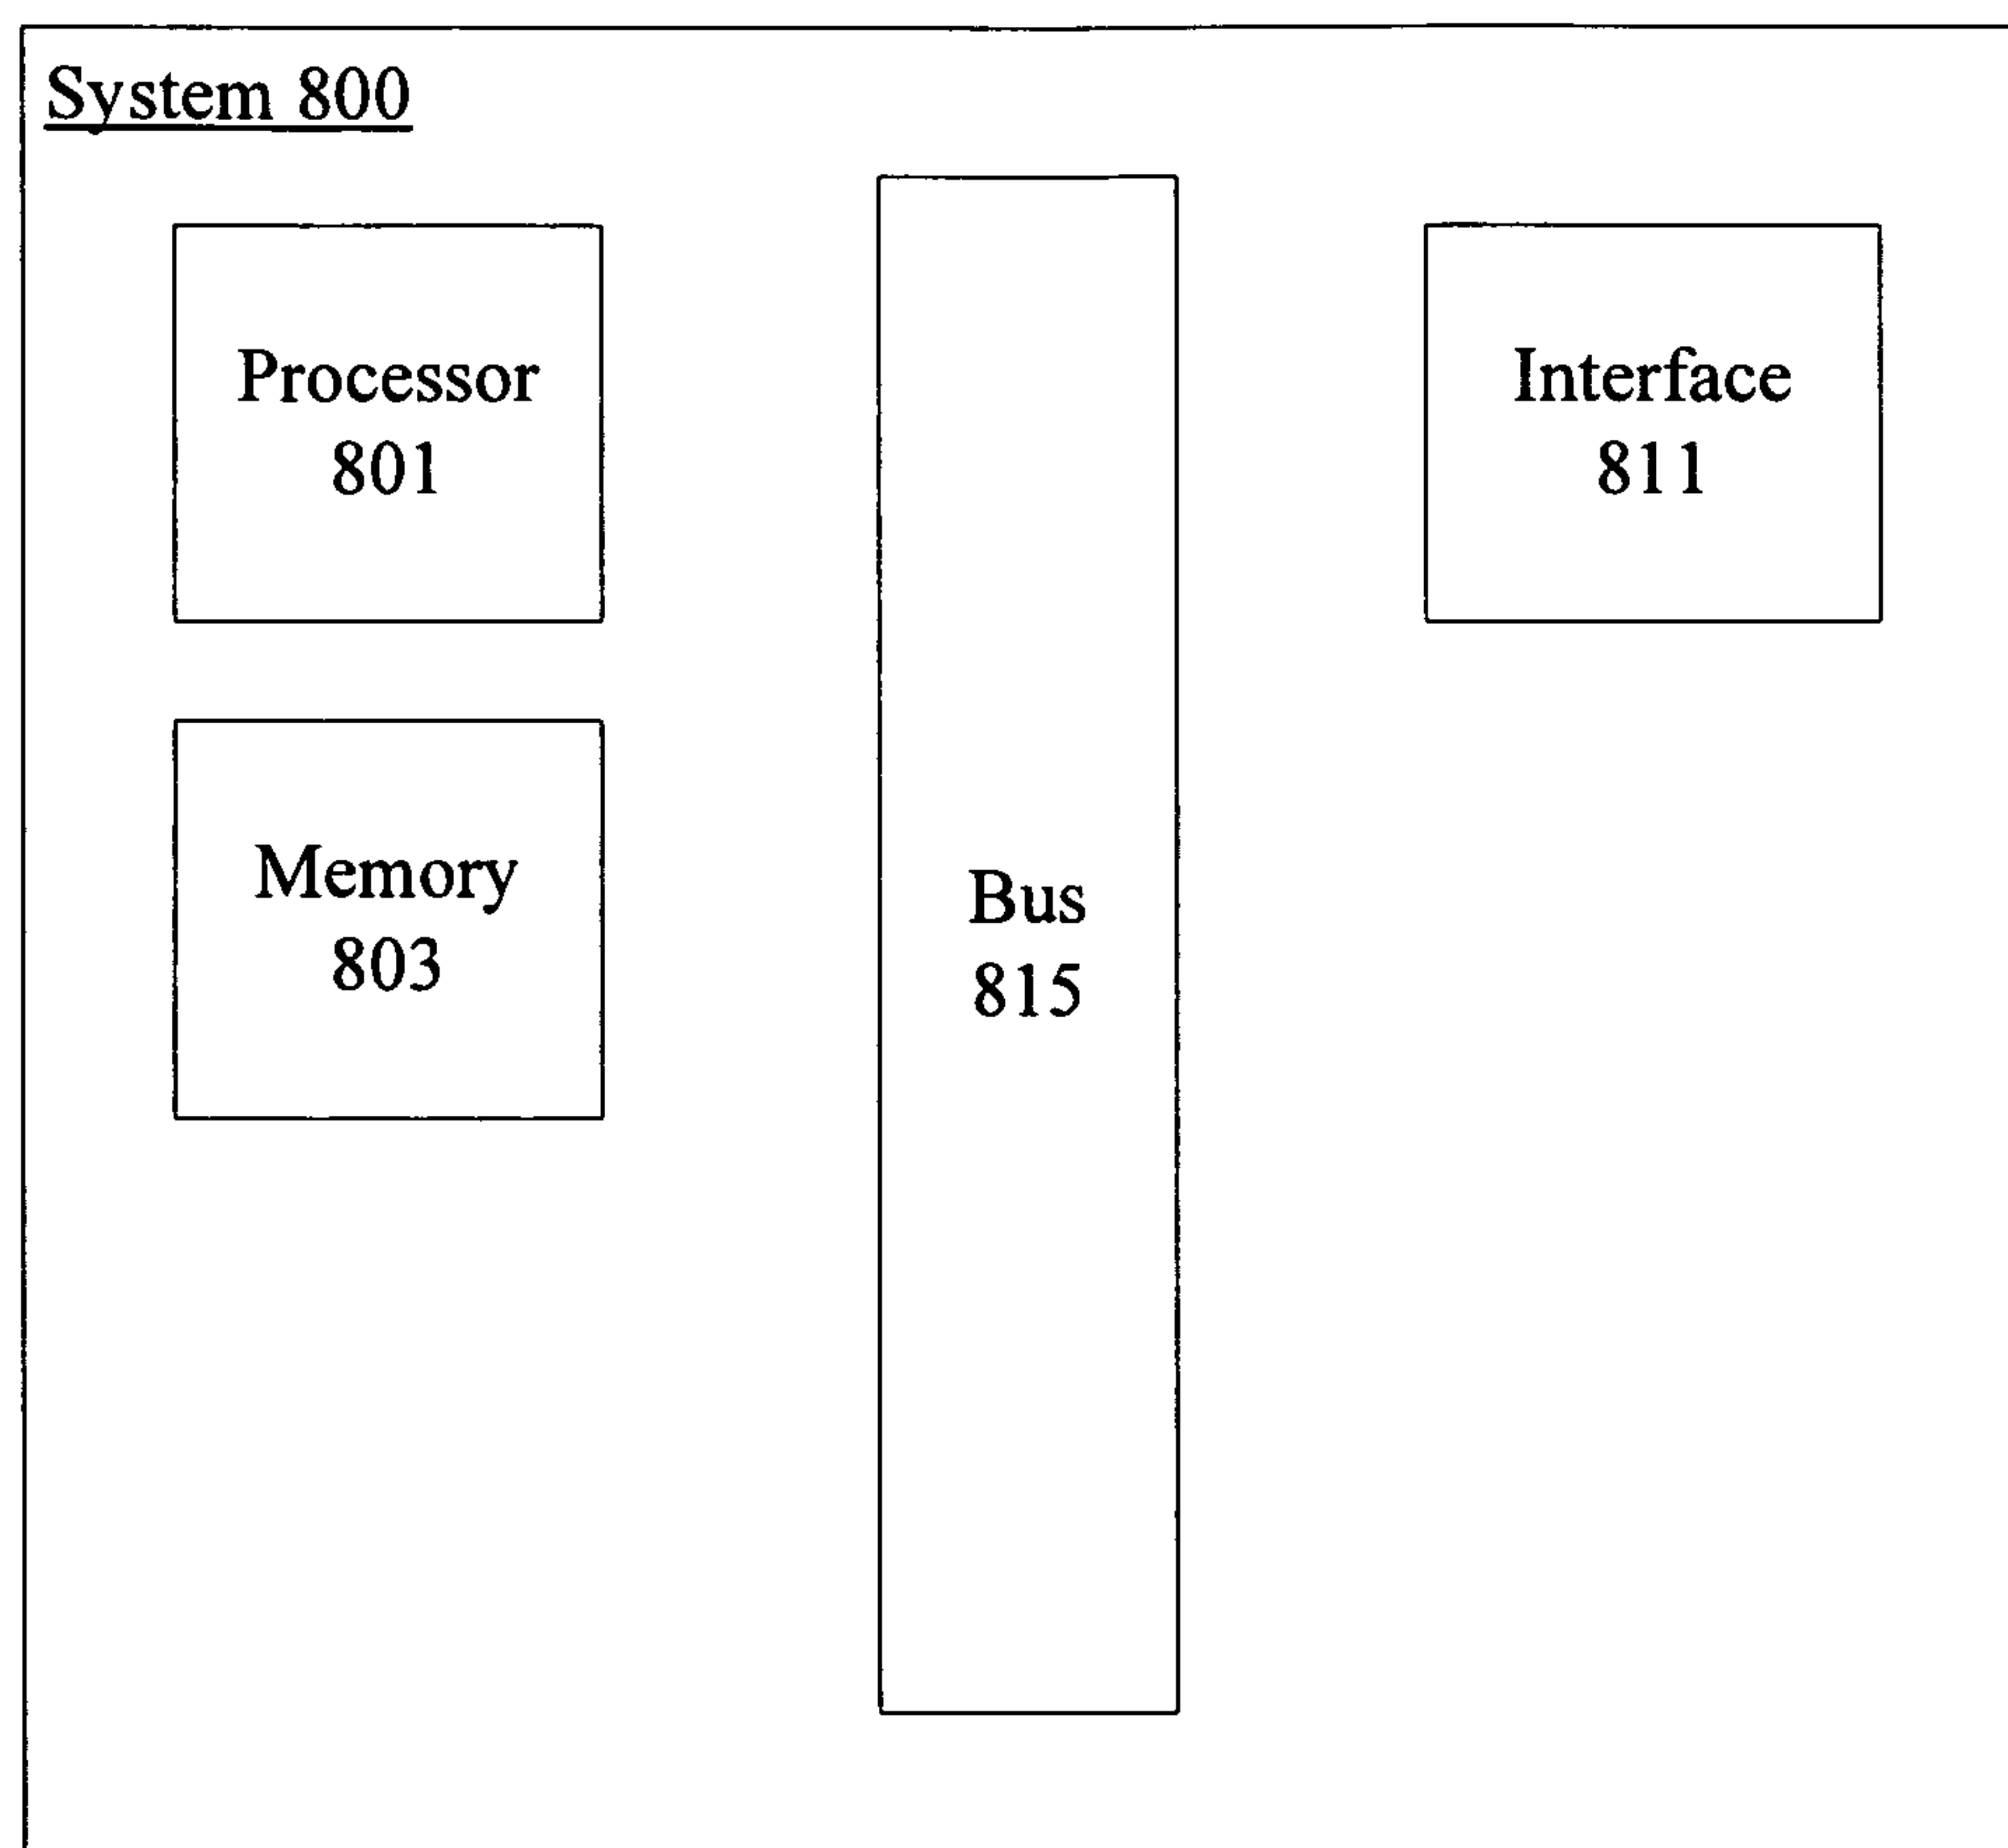 System 800
Processor
801
Interface
811
Memory
803
Bus
815